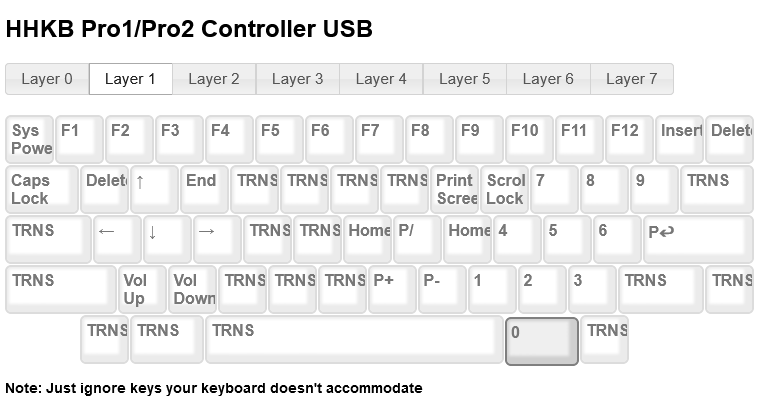 HHKB Pro1/Pro2 Controller USB
Layer 0 Layer 1 Layer 2 Layer 3 Layer 4 Layer 5 Layer 6 Layer 7
Sys Powe F1 F2 F3 F4 F5 F6 F7 F8 F9 F10 F11 F12 Insert Delet
Caps Lock Delet ↑ End TRNS TRNS TRNS TRNS Print Scree Scrol Lock 7 8 9 TRNS
TRNS ← ↓ → TRNS TRNS Home P/ Home 4 5 6 P↵
TRNS Vol Up Vol Down TRNS TRNS TRNS P+ P- 1 2 3 TRNS TRNS
TRNS TRNS TRNS 0 TRNS
Note: Just ignore keys your keyboard doesn't accommodate